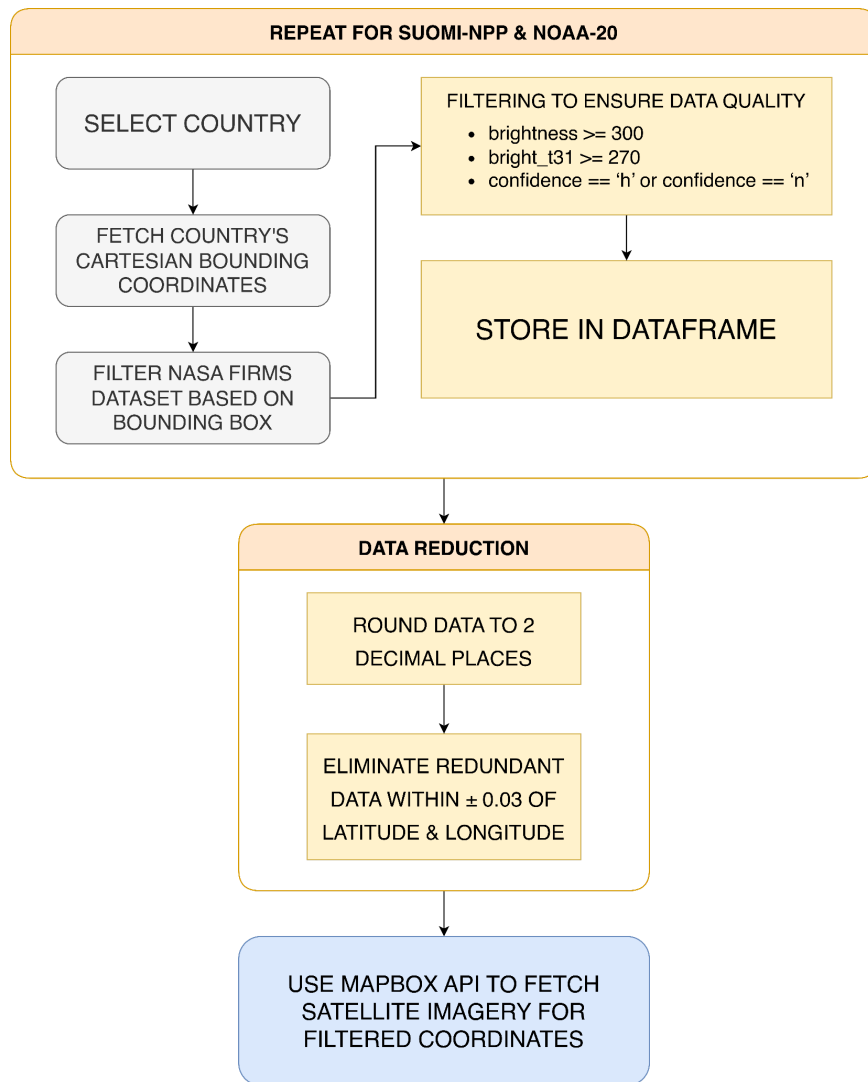 REPEAT FOR SUOMI-NPP & NOAA-20
SELECT COUNTRY
FETCH COUNTRY'S
CARTESIAN BOUNDING
COORDINATES
FILTER NASA FIRMS
DATASET BASED ON
BOUNDING BOX
FILTERING TO ENSURE DATA QUALITY
• brightness >= 300
• bright_t31 >= 270
• confidence == ‘h’ or confidence == ‘n’
STORE IN DATAFRAME
DATA REDUCTION
ROUND DATA TO 2
DECIMAL PLACES
ELIMINATE REDUNDANT
DATA WITHIN ± 0.03 OF
LATITUDE & LONGITUDE
USE MAPBOX API TO FETCH
SATELLITE IMAGERY FOR
FILTERED COORDINATES